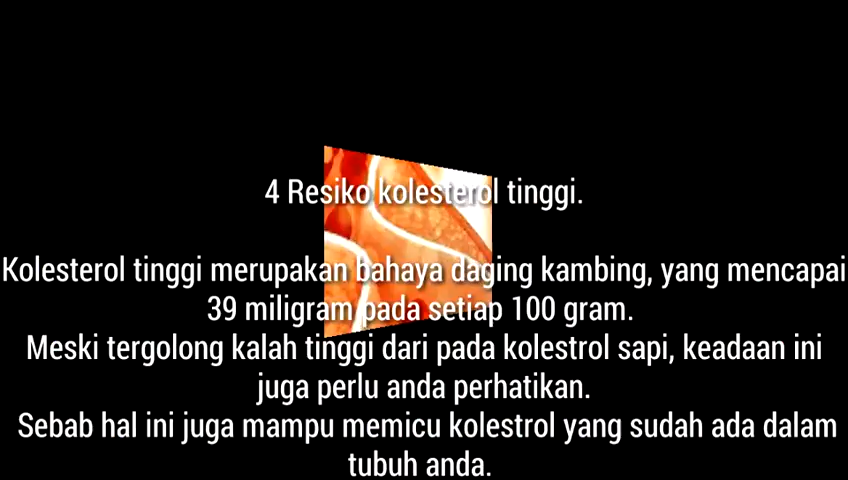 4 Resiko kolesterol tinggi.
Kolesterol tinggi merupakan bahaya daging kambing, yang mencapai
39 miligram pada setiap 100 gram.
Meski tergolong kalah tinggi dari pada kolestrol sapi, keadaan ini
juga perlu anda perhatikan.
Sebab hal ini juga mampu memicu kolestrol yang sudah ada dalam
tubuh anda.